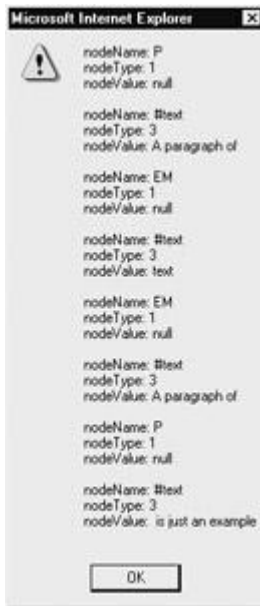 Microsoft Internet Explorer
nodeName: P
nodeType: 1
nodeValue: null
nodeName: #text
nodeType: 3
nodeValue: A paragraph of
nodeName: EM
nodeType: 1
nodeValue: null
nodeName: #text
nodeType: 3
nodeValue: text
nodeName: EM
nodeType: 1
nodeValue: null
nodeName: #text
nodeType: 3
nodeValue: A paragraph of
nodeName: P
nodeType: 1
nodeValue: null
nodeName: #text
nodeType: 3
nodeValue: is just an example
OK